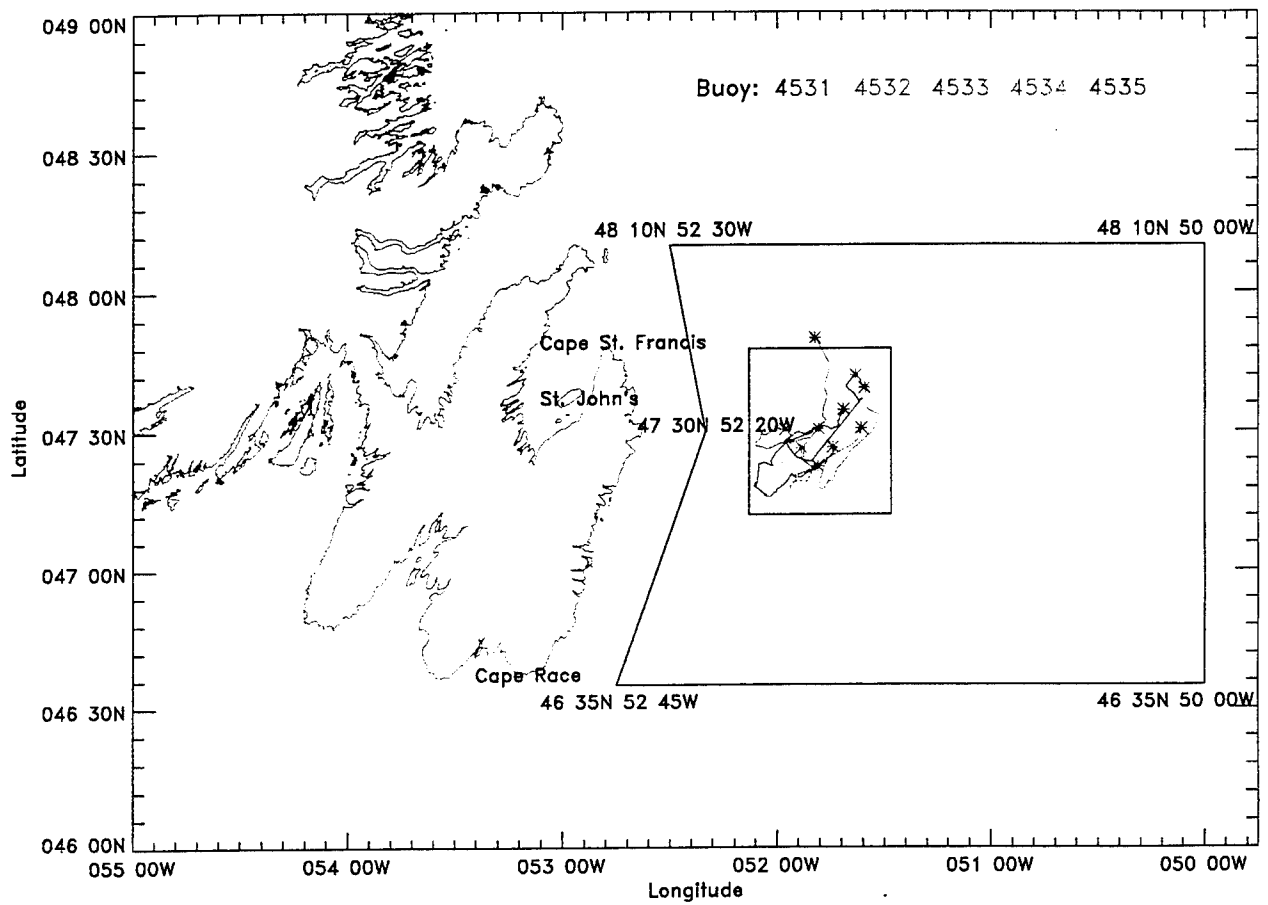 049 00N
Buoy: 4531 4532 4533 4534 4535
048 30N
48 10N 52 30W
48 10N 50 00W
048 00N
Cape St. Francis
St. John's
Latitude
047 30N
47 30N 52 20W
047 00N
Cape Race
46 35N 52 45W
46 35N 50 00W
046 30N
046 00N
055 00W
054 00W
053 00W
052 00W
051 00W
050 00W
Longitude